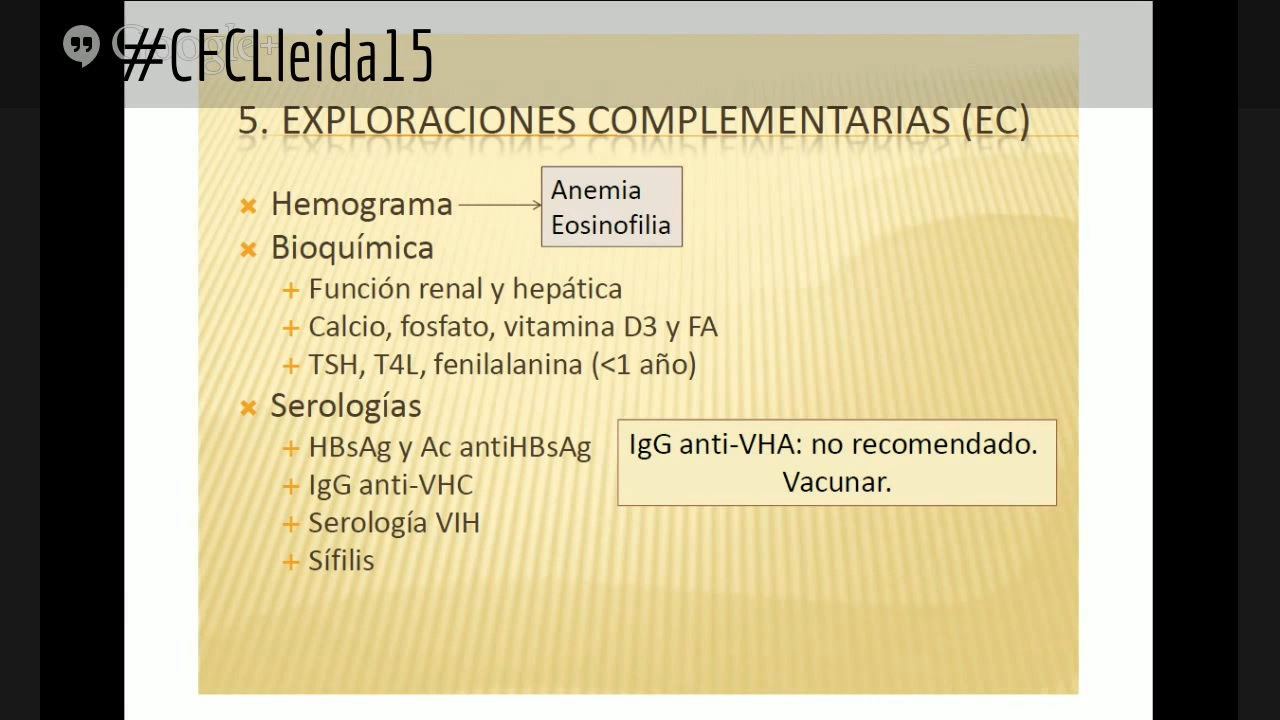 Google+
#CFCLleida15
5. EXPLORACIONES COMPLEMENTARIAS (EC)
Hemograma
Anemia
Eosinofilia
Bioquímica
Función renal y hepática
Calcio, fosfato, vitamina D3 y FA
TSH, T4L, fenilalanina (<1 año)
Serologías
HBsAg y Ac antiHBsAg
IgG anti-VHC
Serología VIH
Sífilis
IgG anti-VHA: no recomendado.
Vacunar.